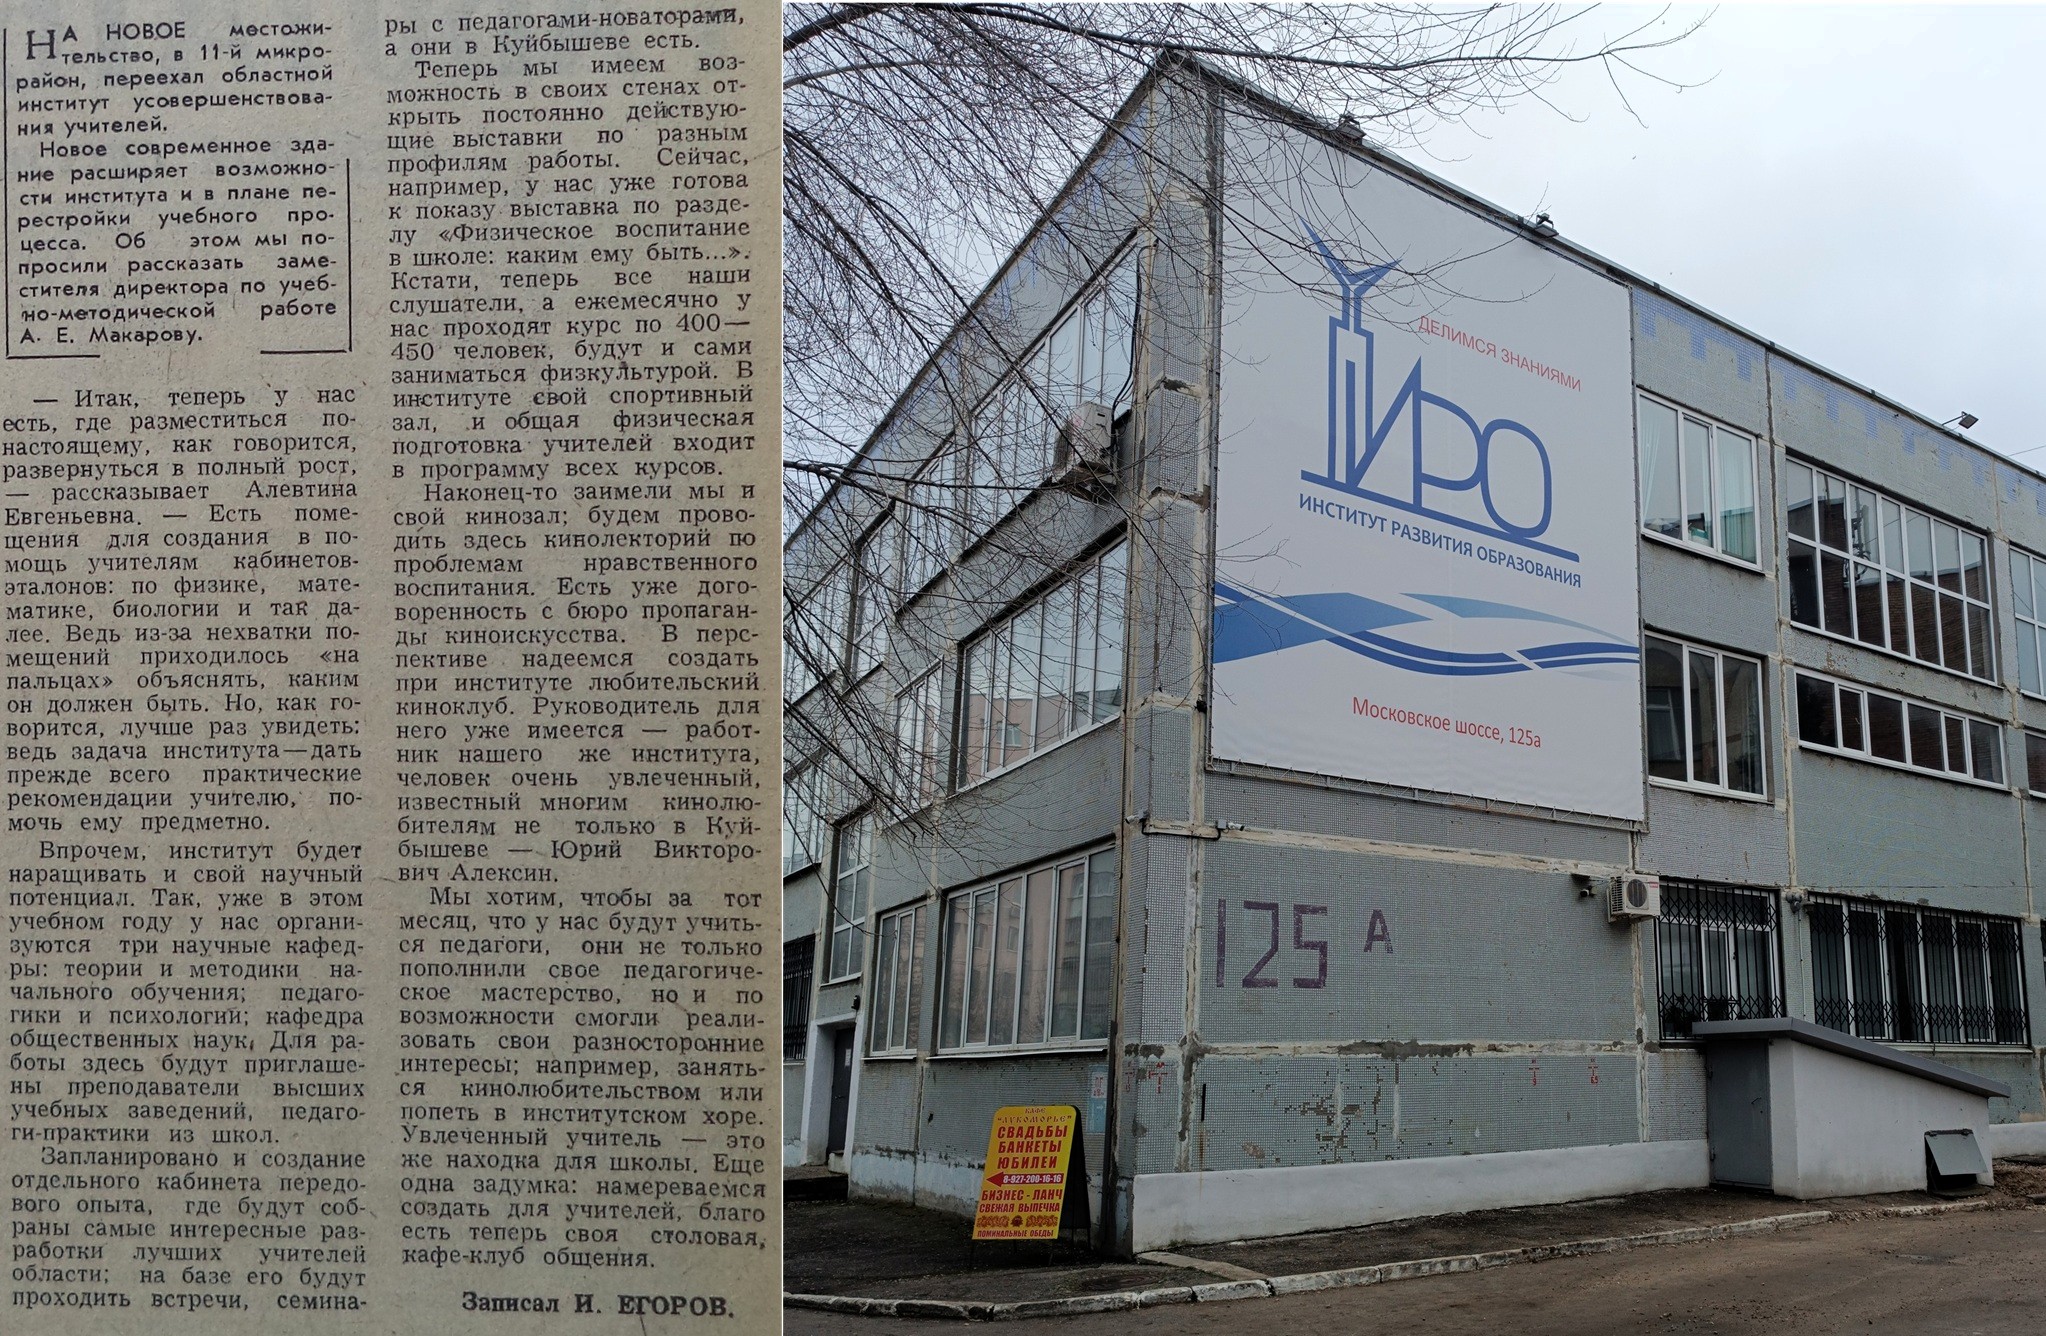 НА НОВОЕ местожи-
тельство, в 11-й микро-
район, переехал областной
институт усовершенствова-
ния учителей.
Новое современное зда-
ние расширяет возможно-
сти института и в плане пе-
рестройки учебного про-
цесса. Об этом мы по-
просили рассказать заме-
стителя директора по учеб-
но-методической работе
А. Е. Макарову.
— Итак, теперь у нас
есть, где разместиться по-
настоящему, как говорится,
развернуться в полный рост,
— рассказывает Алевтина
Евгеньевна. — Есть поме-
щения для создания в по-
мощь учителям кабинетов-
эталонов: по физике, мате-
матике, биологии и так да-
лее. Ведь из-за нехватки по-
мещений приходилось «на
пальцах» объяснять, каким
он должен быть. Но, как го-
ворится, лучше раз увидеть:
ведь задача института—дать
прежде всего практические
рекомендации учителю, по-
мочь ему предметно.
Впрочем, институт будет
наращивать и свой научный
потенциал. Так, уже в этом
учебном году у нас органи-
зуются три научные кафед-
ры: теории и методики на-
чального обучения; педаго-
гики и психологии; кафедра
общественных наук. Для ра-
боты здесь будут приглаше-
ны преподаватели высших
учебных заведений, педаго-
ги-практики из школ.
Запланировано и создание
отдельного кабинета передо-
вого опыта, где будут соб-
раны самые интересные раз-
работки лучших учителей
области; на базе его будут
проходить встречи, семина-
ры с педагогами-новаторами,
а они в Куйбышеве есть.
Теперь мы имеем воз-
можность в своих стенах от-
крыть постоянно действую-
щие выставки по разным
профилям работы. Сейчас,
например, у нас уже готова
к показу выставка по разде-
лу «Физическое воспитание
в школе: каким ему быть...».
Кстати, теперь все наши
слушатели, а ежемесячно у
нас проходят курс по 400—
450 человек, будут и сами
заниматься физкультурой. В
институте свой спортивный
зал, и общая физическая
подготовка учителей входит
в программу всех курсов.
Наконец-то заимели мы и
свой кинозал; будем прово-
дить здесь кинолекторий по
проблемам нравственного
воспитания. Есть уже дого-
воренность с бюро пропаган-
ды киноискусства. В перс-
пективе надеемся создать
при институте любительский
киноклуб. Руководитель для
него уже имеется — работ-
ник нашего же института,
человек очень увлеченный,
известный многим кинолю-
бителям не только в Куй-
бышеве — Юрий Викторо-
вич Алексин.
Мы хотим, чтобы за тот
месяц, что у нас будут учить-
ся педагоги, они не только
пополнили свое педагогиче-
ское мастерство, но и по
возможности смогли реали-
зовать свои разносторонние
интересы; например, занять-
ся кинолюбительством или
попеть в институтском хоре.
Увлеченный учитель — это
же находка для школы. Еще
одна задумка: намереваемся
создать для учителей, благо
есть теперь своя столовая,
кафе-клуб общения.
Записал И. ЕГОРОВ.
ДЕЛИМСЯ ЗНАНИЯМИ
ИРО
ИНСТИТУТ РАЗВИТИЯ ОБРАЗОВАНИЯ
Московское шоссе, 125а
125 А
КАФЕ
"ЛУКОМОРЬЕ"
СВАДЬБЫ
БАНКЕТЫ
ЮБИЛЕИ
8-927-200-16-16
БИЗНЕС - ЛАНЧ
СВЕЖАЯ ВЫПЕЧКА
ПОМИНАЛЬНЫЕ ОБЕДЫ